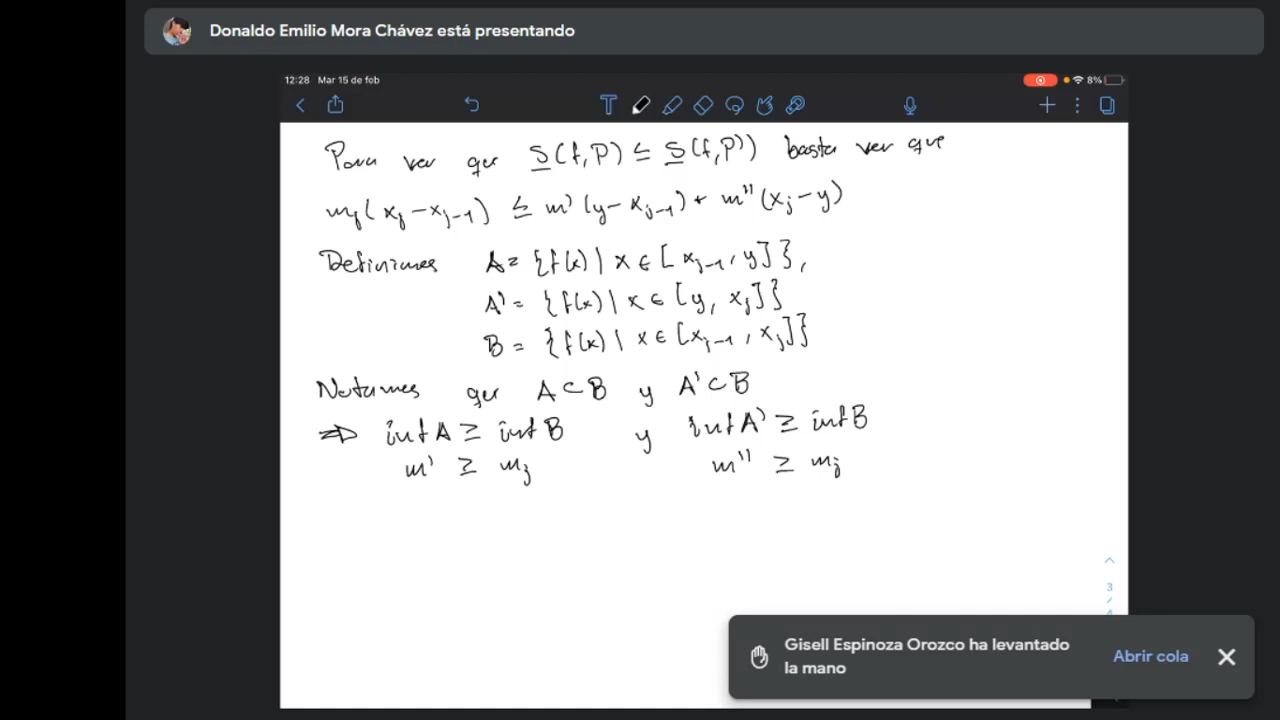 Donaldo Emilio Mora Chávez está presentando
12:28 Mar 15 de feb 8%
Para ver que S̲(f,P) ≤ S̲(f,P') basta ver que
mj(xj-xj-1) ≤ m'(y-xj-1)+ m''(xj-y)
Definimos A= {f(x)| x ∈ [xj-1, y]},
A'= {f(x)| x ∈ [y, xj]}
B = {f(x)| x ∈ [xj-1, xj]}
Notamos que A⊂B y A'⊂B
⇒ inf A ≥ inf B y inf A' ≥ inf B
m' ≥ mj m'' ≥ mj
3
Gisell Espinoza Orozco ha levantado
la mano
Abrir cola